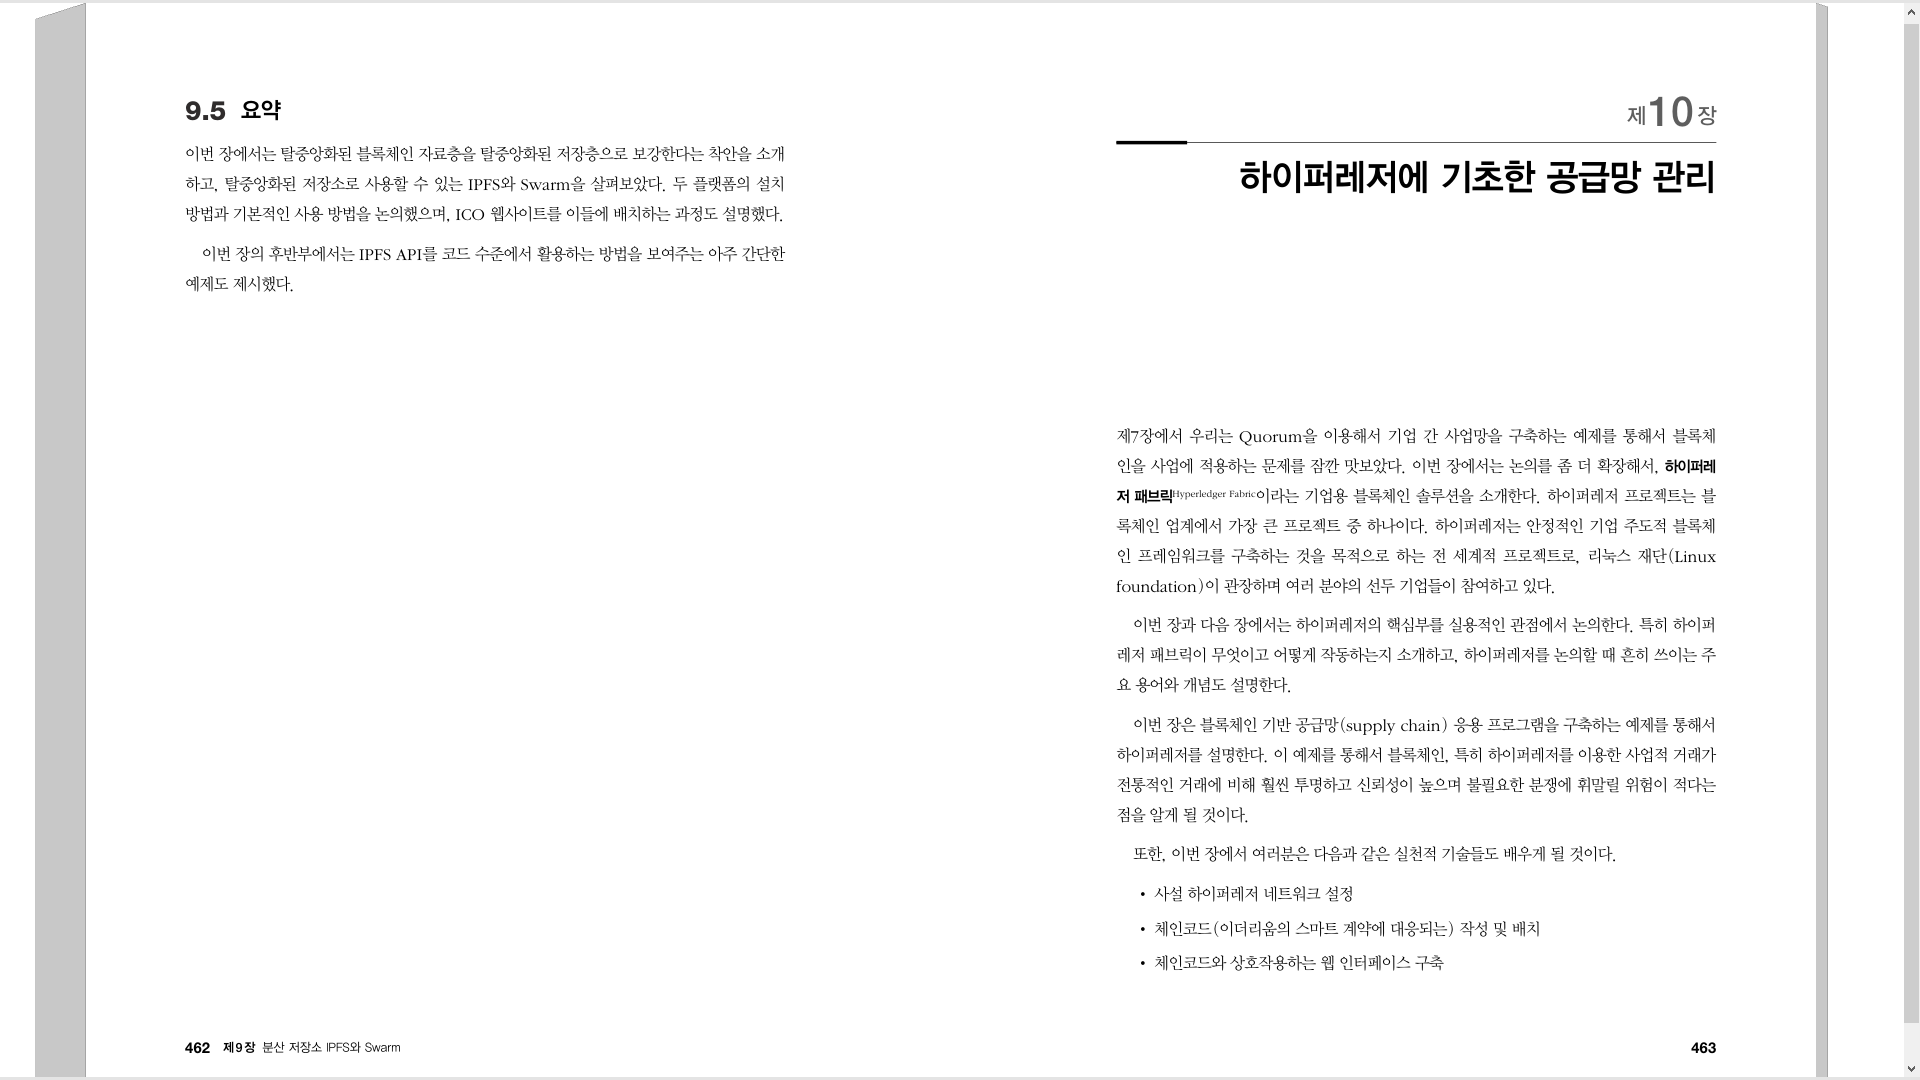 9.5 요약
이번 장에서는 탈중앙화된 블록체인 자료층을 탈중앙화된 저장층으로 보강한다는 착안을 소개
하고, 탈중앙화된 저장소로 사용할 수 있는 IPFS와 Swarm을 살펴보았다. 두 플랫폼의 설치
방법과 기본적인 사용 방법을 논의했으며, ICO 웹사이트를 이들에 배치하는 과정도 설명했다.
이번 장의 후반부에서는 IPFS API를 코드 수준에서 활용하는 방법을 보여주는 아주 간단한
예제도 제시했다.
462 제9장 분산 저장소 IPFS와 Swarm
제10장
하이퍼레저에 기초한 공급망 관리
제7장에서 우리는 Quorum을 이용해서 기업 간 사업망을 구축하는 예제를 통해서 블록체
인을 사업에 적용하는 문제를 잠깐 맛보았다. 이번 장에서는 논의를 좀 더 확장해서, 하이퍼레
저 패브릭Hyperledger Fabric이라는 기업용 블록체인 솔루션을 소개한다. 하이퍼레저 프로젝트는 블
록체인 업계에서 가장 큰 프로젝트 중 하나이다. 하이퍼레저는 안정적인 기업 주도적 블록체
인 프레임워크를 구축하는 것을 목적으로 하는 전 세계적 프로젝트로, 리눅스 재단(Linux
foundation)이 관장하며 여러 분야의 선두 기업들이 참여하고 있다.
이번 장과 다음 장에서는 하이퍼레저의 핵심부를 실용적인 관점에서 논의한다. 특히 하이퍼
레저 패브릭이 무엇이고 어떻게 작동하는지 소개하고, 하이퍼레저를 논의할 때 흔히 쓰이는 주
요 용어와 개념도 설명한다.
이번 장은 블록체인 기반 공급망(supply chain) 응용 프로그램을 구축하는 예제를 통해서
하이퍼레저를 설명한다. 이 예제를 통해서 블록체인, 특히 하이퍼레저를 이용한 사업적 거래가
전통적인 거래에 비해 훨씬 투명하고 신뢰성이 높으며 불필요한 분쟁에 휘말릴 위험이 적다는
점을 알게 될 것이다.
또한, 이번 장에서 여러분은 다음과 같은 실천적 기술들도 배우게 될 것이다.
• 사설 하이퍼레저 네트워크 설정
• 체인코드(이더리움의 스마트 계약에 대응되는) 작성 및 배치
• 체인코드와 상호작용하는 웹 인터페이스 구축
463